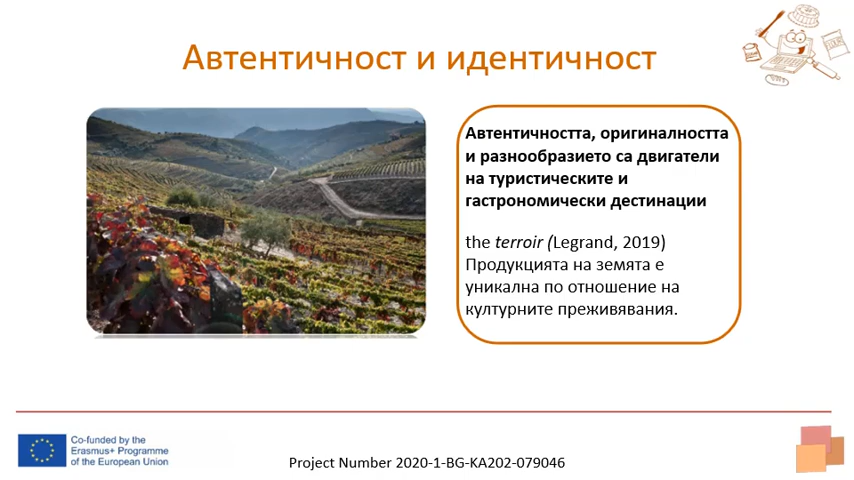 Автентичност и идентичност
Автентичността, оригиналността
и разнообразието са двигатели
на туристическите и
гастрономически дестинации
the terroir (Legrand, 2019)
Продукцията на земята е
уникална по отношение на
културните преживявания.
Co-funded by the
Erasmus+ Programme
of the European Union
Project Number 2020-1-BG-KA202-079046